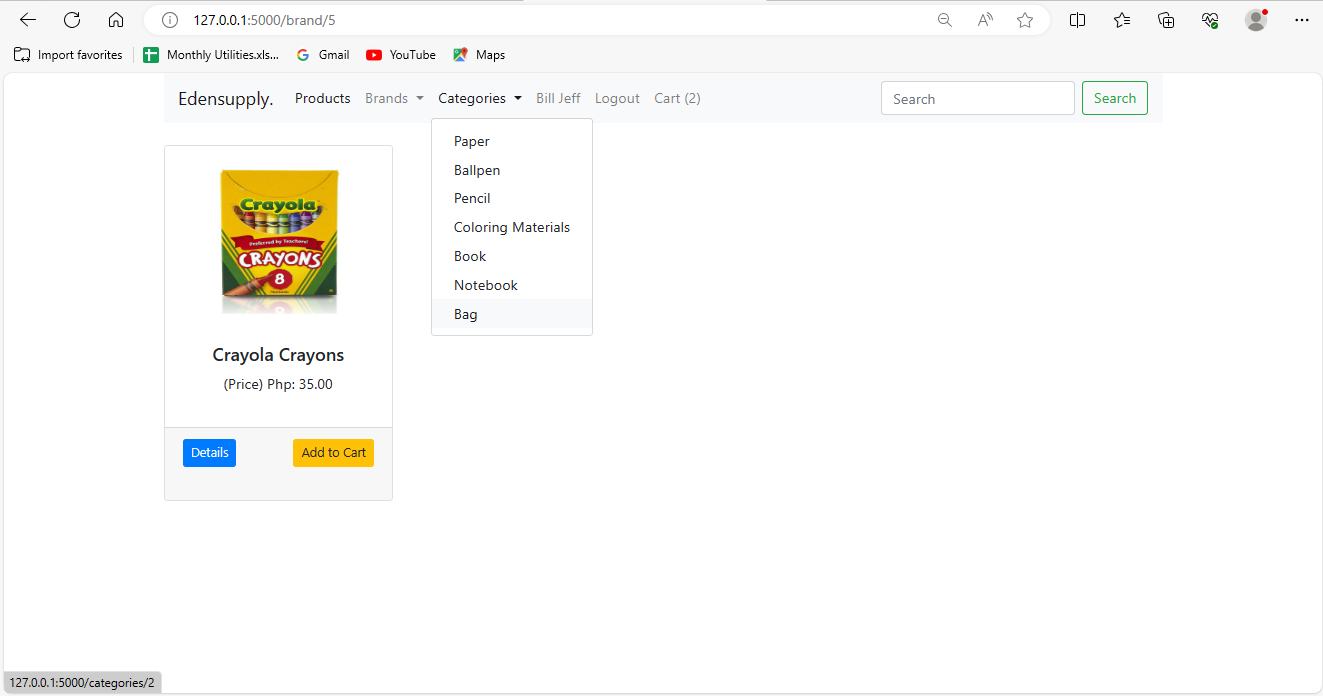 127.0.0.1:5000/brand/5
Import favorites
Monthly Utilities.xls...
Gmail
YouTube
Maps
Edensupply.
Products
Brands
Categories
Bill Jeff
Logout
Cart (2)
Search
Search
Paper
Ballpen
Pencil
Coloring Materials
Book
Notebook
Bag
Crayola
Preferred by Teachers!
CRAYONS
8
Crayola Crayons
(Price) Php: 35.00
Details
Add to Cart
127.0.0.1:5000/categories/2